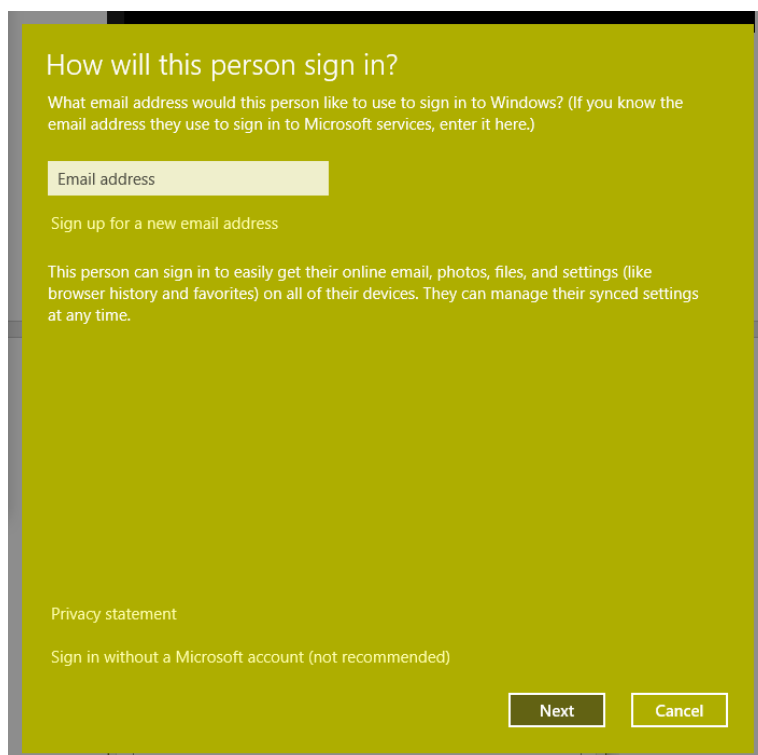 How will this person sign in?
What email address would this person like to use to sign in to Windows? (If you know the
email address they use to sign in to Microsoft services, enter it here.)
Email address
Sign up for a new email address
This person can sign in to easily get their online email, photos, files, and settings (like
browser history and favorites) on all of their devices. They can manage their synced settings
at any time.
Privacy statement
Sign in without a Microsoft account (not recommended)
Next Cancel